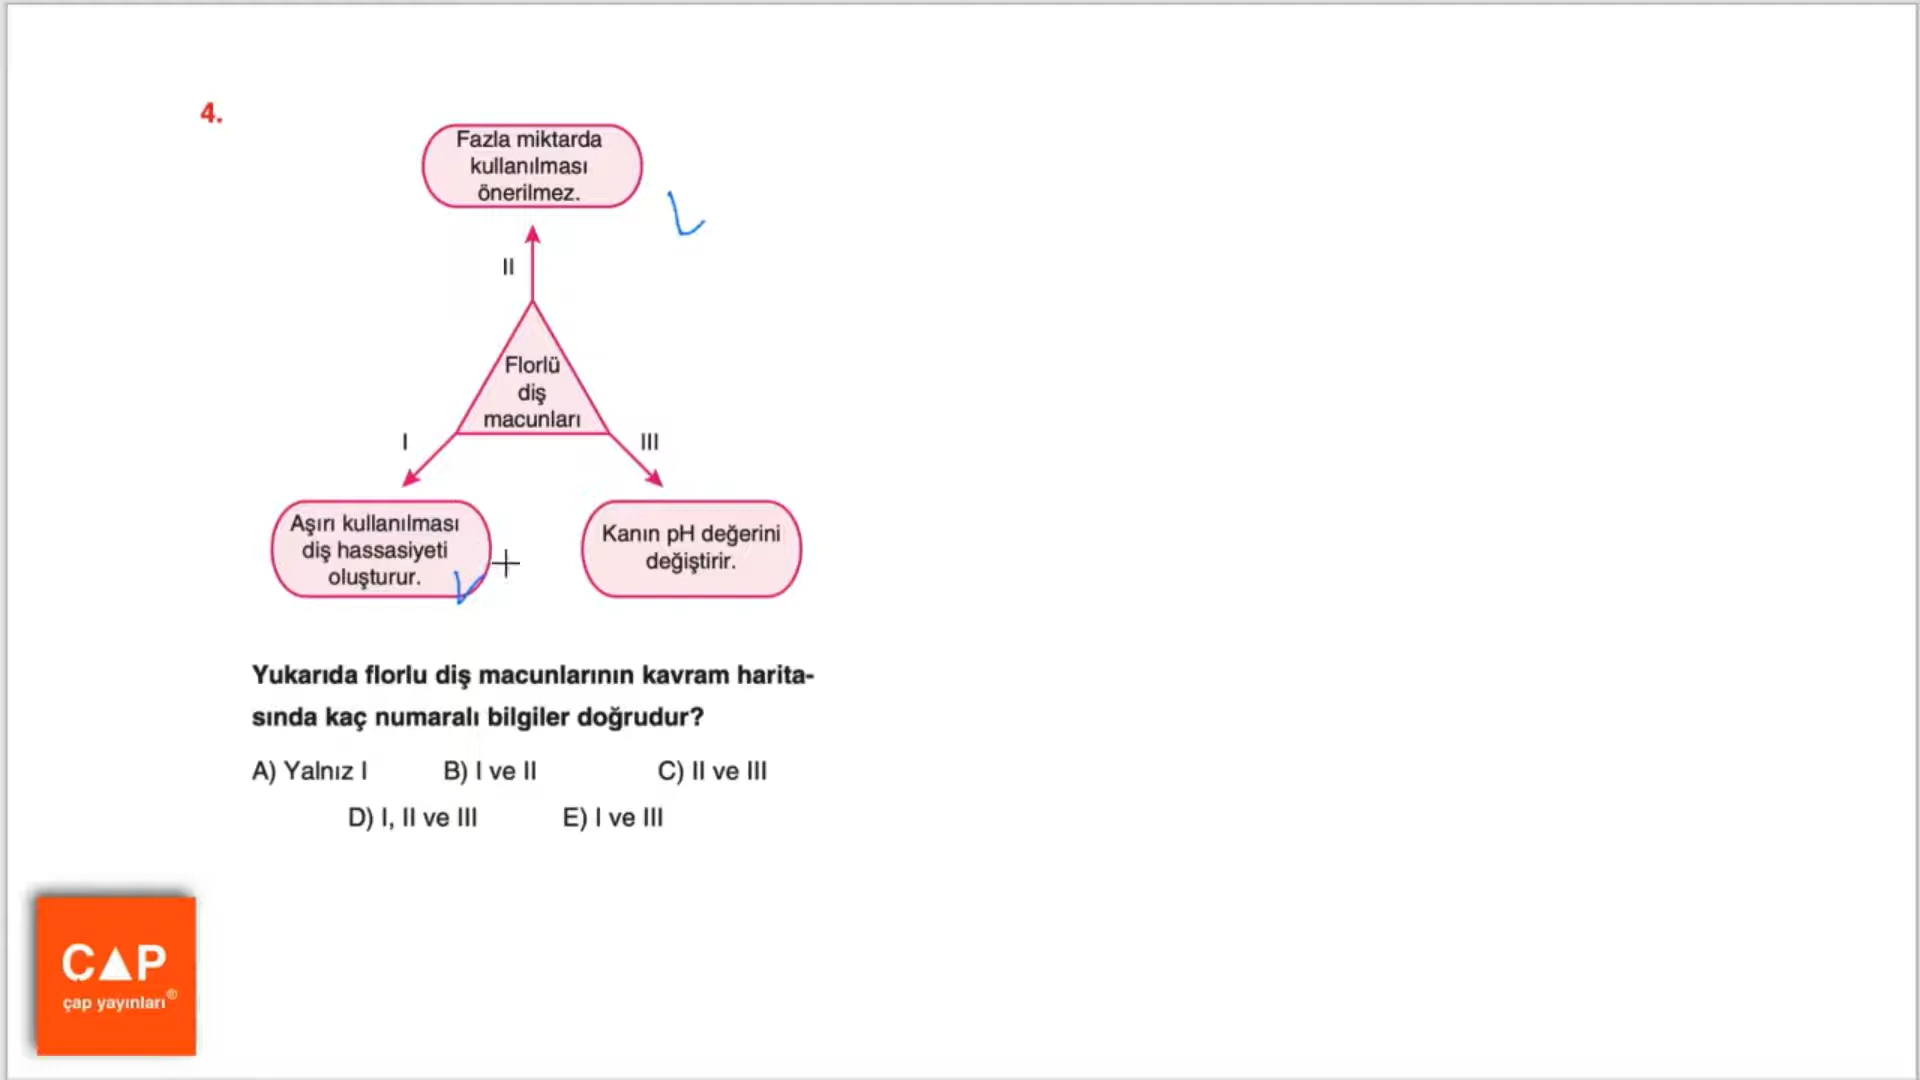 4.
Fazla miktarda
kullanılması
önerilmez.
II
Florlü
diş
macunları
I
III
Aşırı kullanılması
diş hassasiyeti
oluşturur.
Kanın pH değerini
değiştirir.
Yukarıda florlu diş macunlarının kavram harita-
sında kaç numaralı bilgiler doğrudur?
A) Yalnız I B) I ve II C) II ve III
D) I, II ve III E) I ve III
ÇAP
çap yayınları®